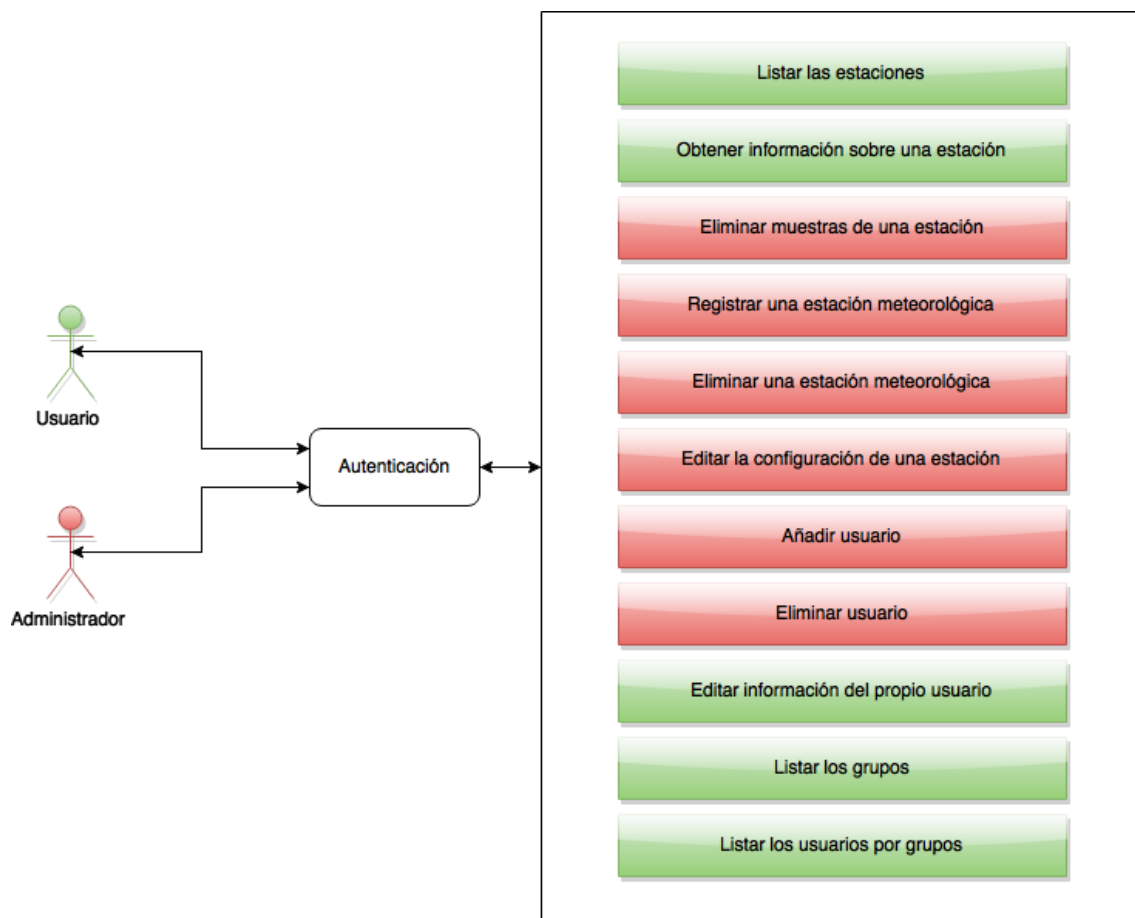 Listar las estaciones
Obtener información sobre una estación
Eliminar muestras de una estación
Registrar una estación meteorológica
Eliminar una estación meteorológica
Editar la configuración de una estación
Añadir usuario
Eliminar usuario
Editar información del propio usuario
Listar los grupos
Listar los usuarios por grupos
Usuario
Autenticación
Administrador